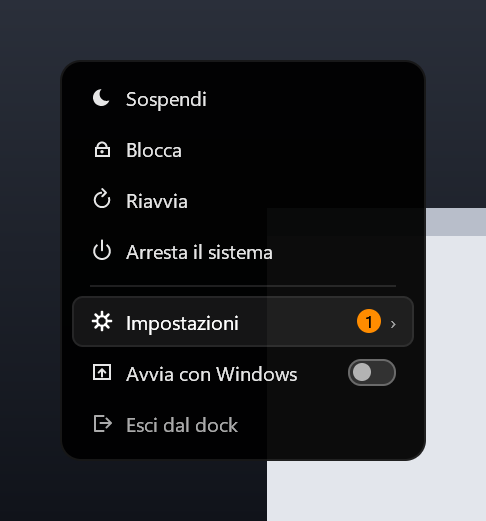 Sospendi
Blocca
Riavvia
Arresta il sistema
Impostazioni 1 ›
Avvia con Windows
Esci dal dock